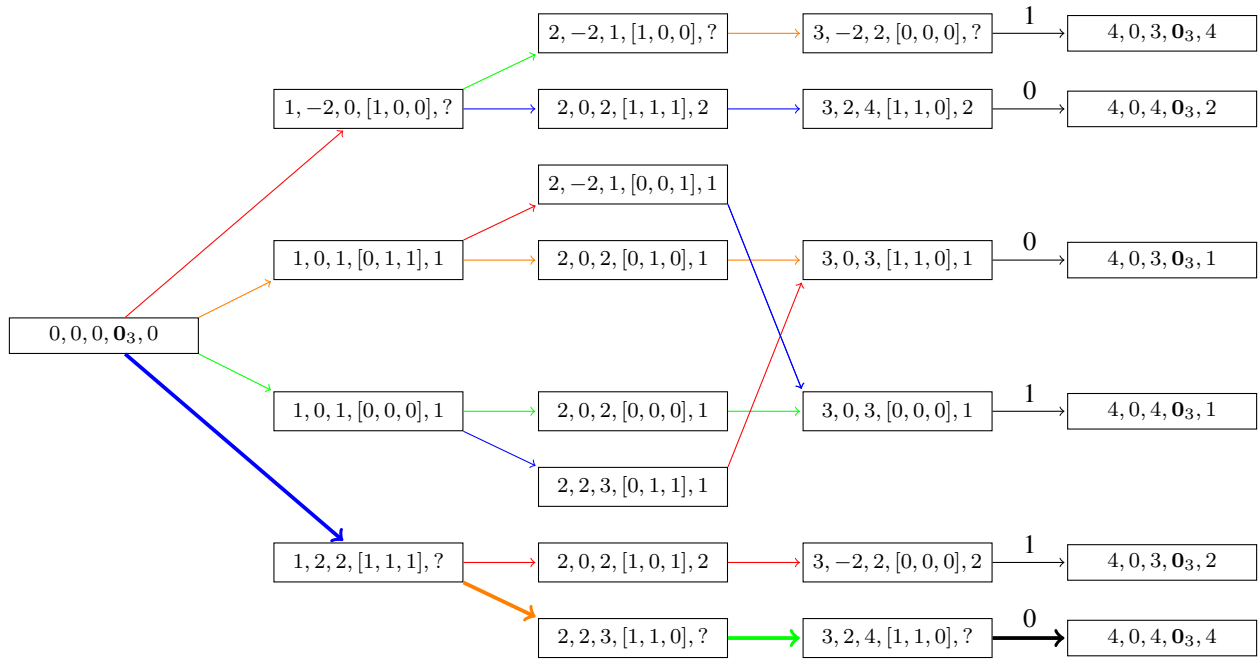 1
2, −2, 1, [1, 0, 0], ?
3, −2, 2, [0, 0, 0], ?
4, 0, 3, 𝟎₃, 4
0
1, −2, 0, [1, 0, 0], ?
2, 0, 2, [1, 1, 1], 2
3, 2, 4, [1, 1, 0], 2
4, 0, 4, 𝟎₃, 2
2, −2, 1, [0, 0, 1], 1
0
1, 0, 1, [0, 1, 1], 1
2, 0, 2, [0, 1, 0], 1
3, 0, 3, [1, 1, 0], 1
4, 0, 3, 𝟎₃, 1
0, 0, 0, 𝟎₃, 0
1
1, 0, 1, [0, 0, 0], 1
2, 0, 2, [0, 0, 0], 1
3, 0, 3, [0, 0, 0], 1
4, 0, 4, 𝟎₃, 1
2, 2, 3, [0, 1, 1], 1
1
1, 2, 2, [1, 1, 1], ?
2, 0, 2, [1, 0, 1], 2
3, −2, 2, [0, 0, 0], 2
4, 0, 3, 𝟎₃, 2
0
2, 2, 3, [1, 1, 0], ?
3, 2, 4, [1, 1, 0], ?
4, 0, 4, 𝟎₃, 4